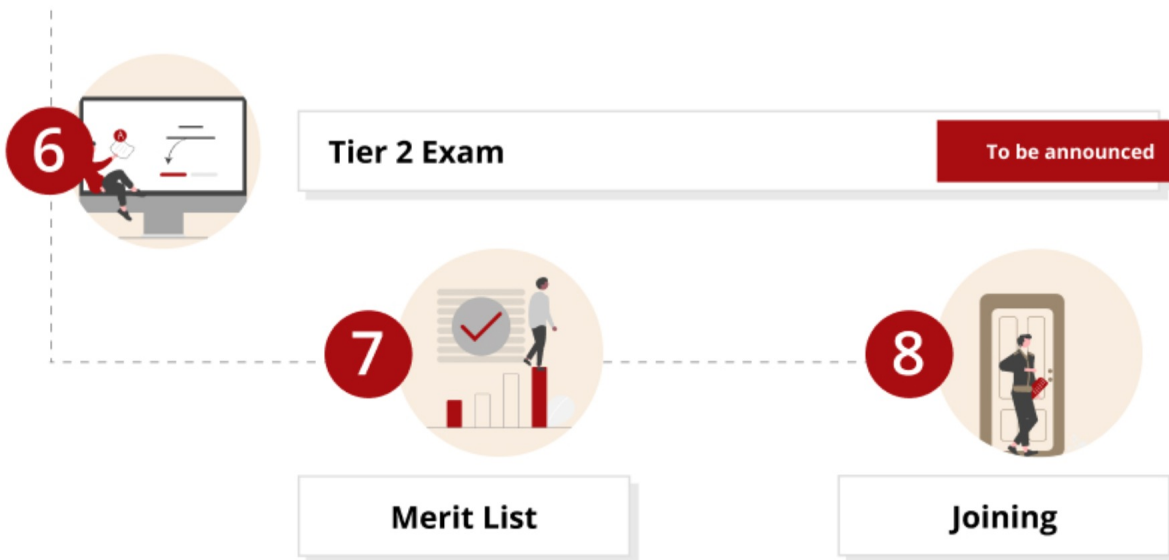 6
A
Tier 2 Exam
To be announced
7
8
Merit List
Joining